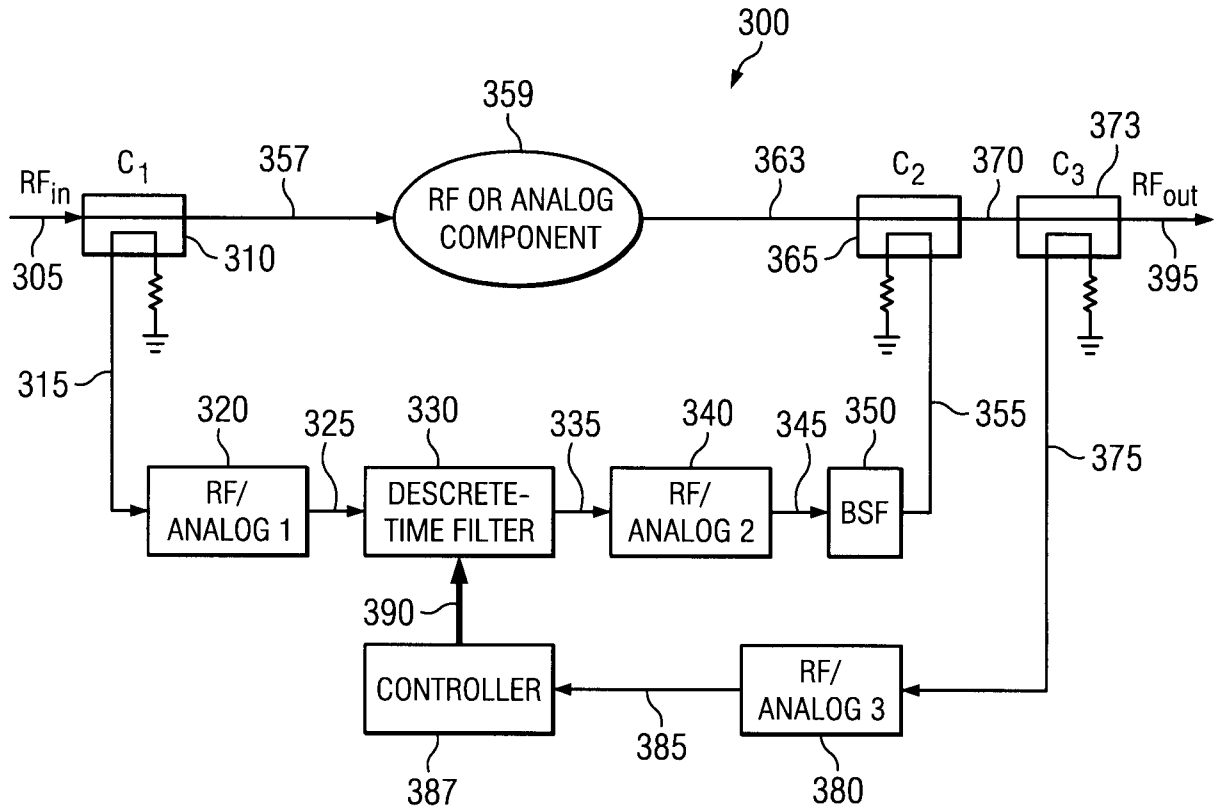 300
359
373
C1
357
363
C2
370
C3
RFin
RFout
RF OR ANALOG
COMPONENT
305
310
365
395
315
320
325
330
335
340
345
350
355
375
RF/
ANALOG 1
DESCRETE-
TIME FILTER
RF/
ANALOG 2
BSF
390
CONTROLLER
RF/
ANALOG 3
385
387
380